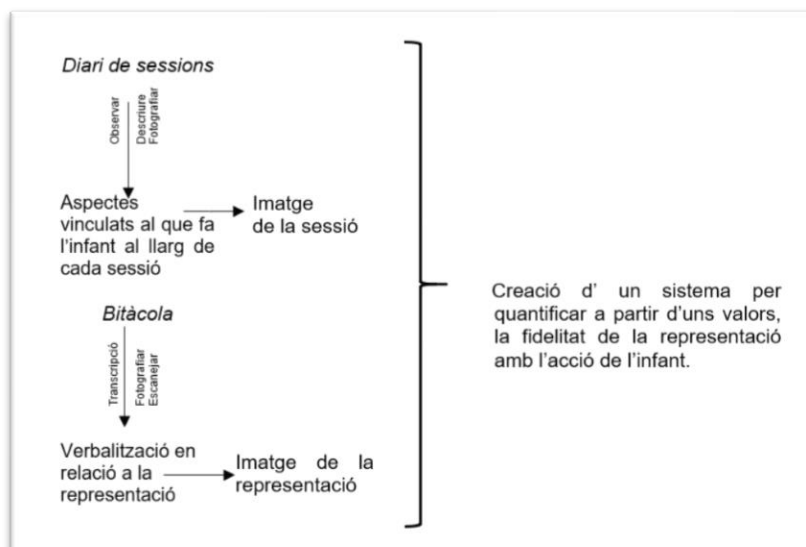 Diari de sessions
Observar
Descriure
Fotografiar
Aspectes
vinculats al que fa
l'infant al llarg de
cada sessió
Imatge
de la sessió
Bitàcola
Transcripció
Fotografiar
Escanejar
Verbalització en
relació a la
representació
Imatge de la
representació
Creació d' un sistema per
quantificar a partir d'uns valors,
la fidelitat de la representació
amb l'acció de l'infant.